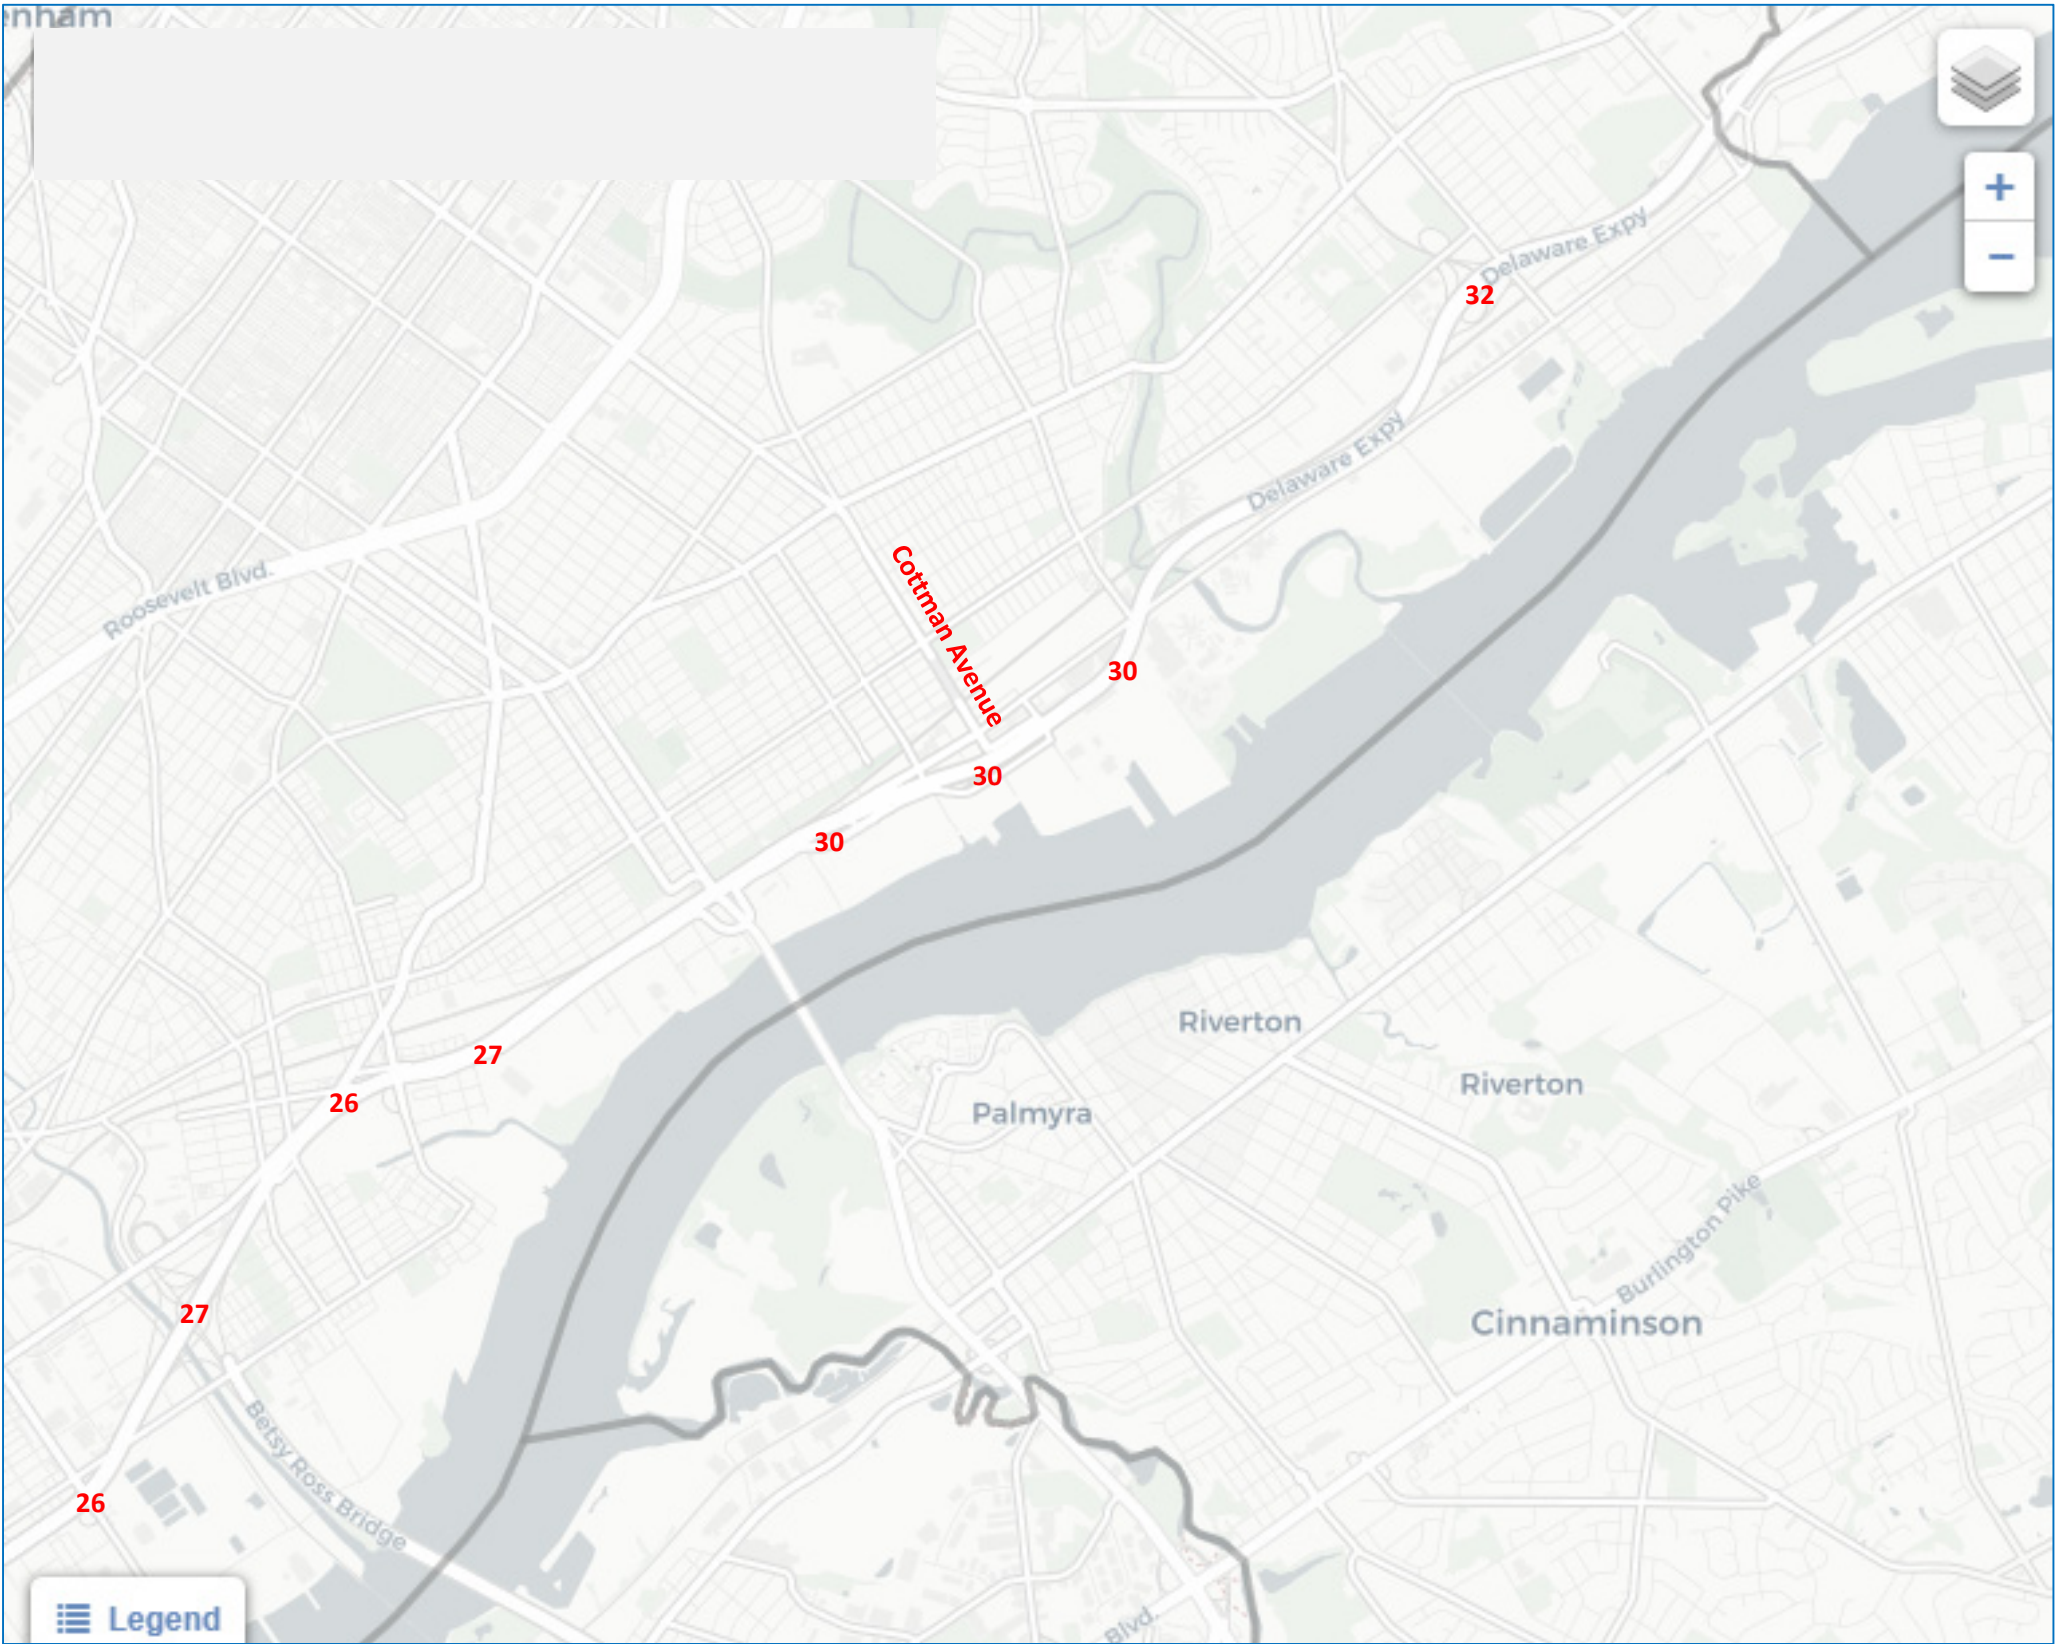 enham
+
Delaware Expy
−
32
Delaware Expy
Cottman Avenue
Roosevelt Blvd.
30
30
30
Riverton
27
Riverton
26
Palmyra
Burlington Pike
27
Cinnaminson
Betsy Ross Bridge
26
Legend
Blvd.